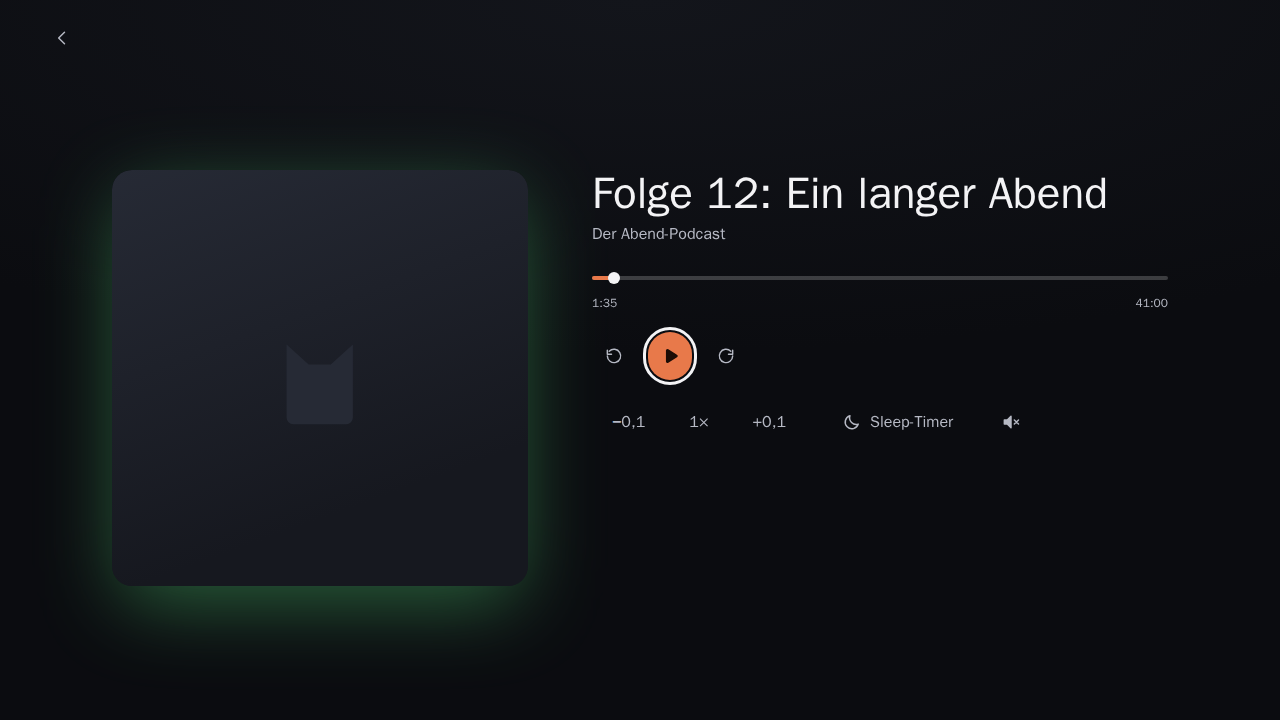 Folge 12: Ein langer Abend
Der Abend-Podcast
1:35 41:00
−0,1 1× +0,1 Sleep-Timer